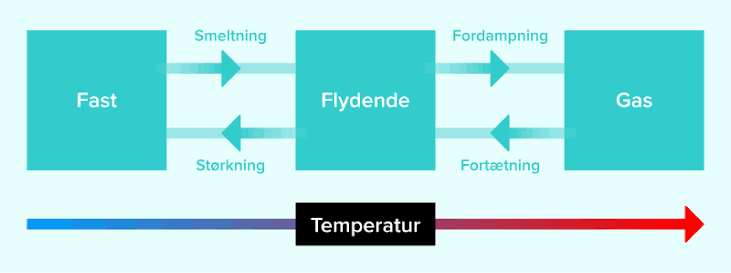 Smeltning
Fordampning
Fast
Flydende
Gas
Størkning
Fortætning
Temperatur